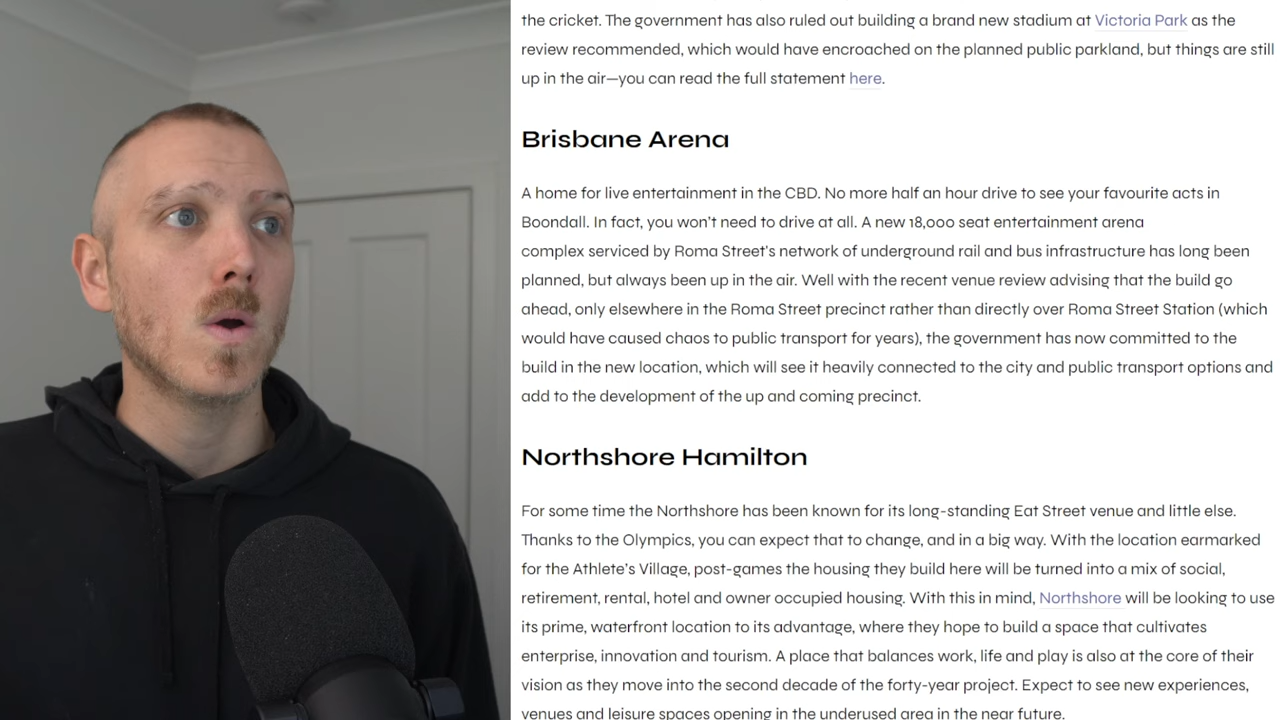 the cricket. The government has also ruled out building a brand new stadium at Victoria Park as the
review recommended, which would have encroached on the planned public parkland, but things are still
up in the air—you can read the full statement here.
Brisbane Arena
A home for live entertainment in the CBD. No more half an hour drive to see your favourite acts in
Boondall. In fact, you won't need to drive at all. A new 18,000 seat entertainment arena
complex serviced by Roma Street's network of underground rail and bus infrastructure has long been
planned, but always been up in the air. Well with the recent venue review advising that the build go
ahead, only elsewhere in the Roma Street precinct rather than directly over Roma Street Station (which
would have caused chaos to public transport for years), the government has now committed to the
build in the new location, which will see it heavily connected to the city and public transport options and
add to the development of the up and coming precinct.
Northshore Hamilton
For some time the Northshore has been known for its long-standing Eat Street venue and little else.
Thanks to the Olympics, you can expect that to change, and in a big way. With the location earmarked
for the Athlete's Village, post-games the housing they build here will be turned into a mix of social,
retirement, rental, hotel and owner occupied housing. With this in mind, Northshore will be looking to use
its prime, waterfront location to its advantage, where they hope to build a space that cultivates
enterprise, innovation and tourism. A place that balances work, life and play is also at the core of their
vision as they move into the second decade of the forty-year project. Expect to see new experiences,
venues and leisure spaces opening in the underused area in the near future.